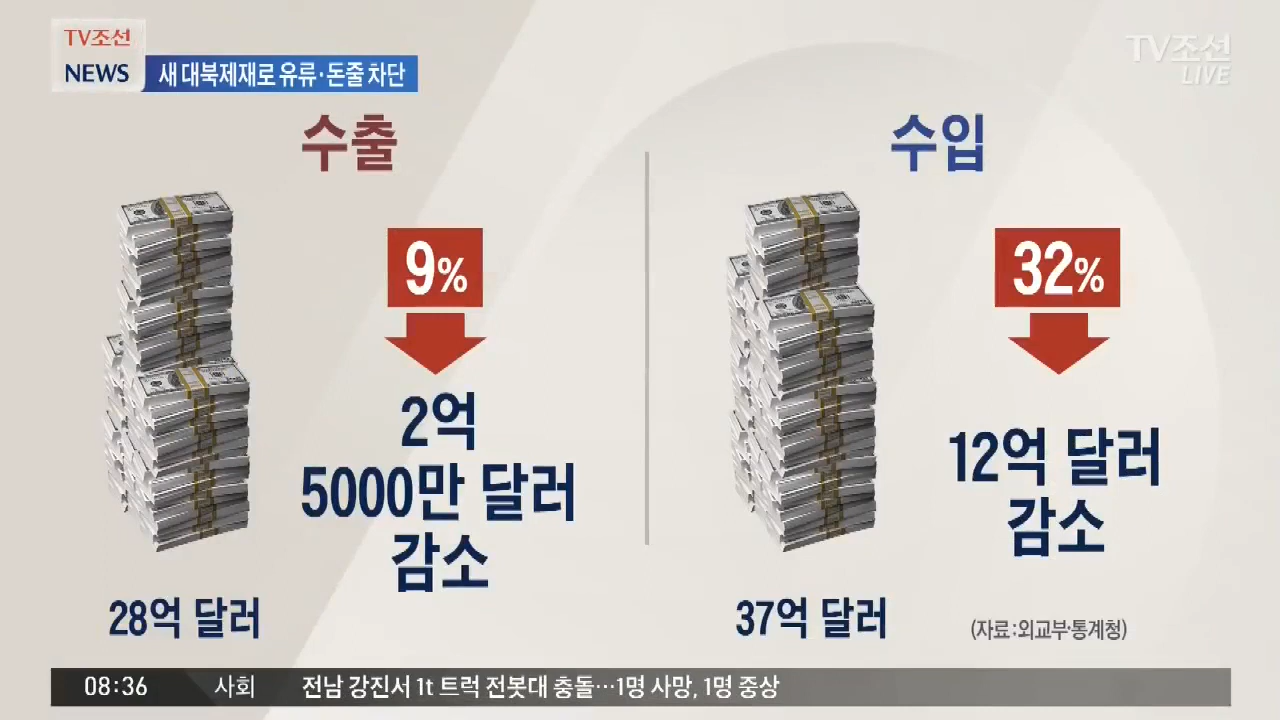 TV조선
NEWS
새 대북제재로 유류·돈줄 차단
TV조선
LIVE
수출
9%
2억
5000만 달러
감소
28억 달러
수입
32%
12억 달러
감소
37억 달러
(자료:외교부·통계청)
08:36 사회 전남 강진서 1t 트럭 전봇대 충돌…1명 사망, 1명 중상